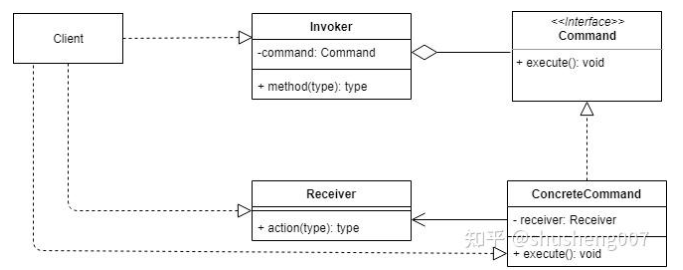 Client
Invoker
-command: Command
+ method(type): type
<<Interface>>
Command
+ execute(): void
Receiver
+ action(type): type
ConcreteCommand
- receiver: Receiver
+ execute(): void
知乎 @shusheng007